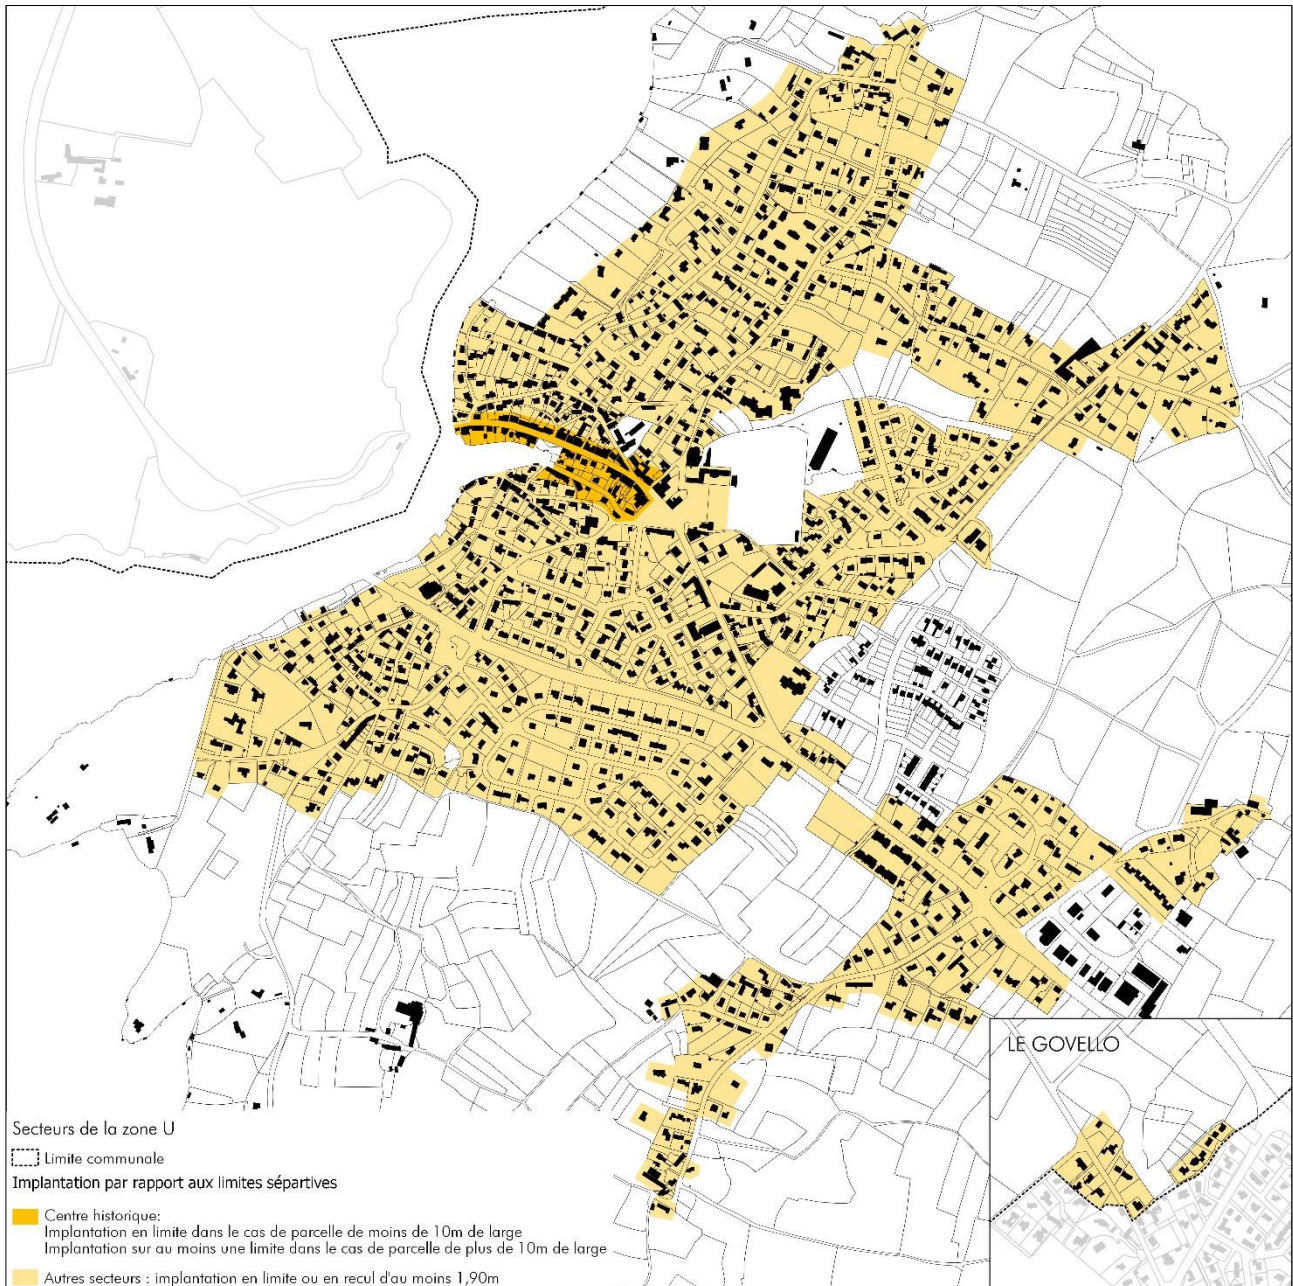 LE GOVELLO
Secteurs de la zone U
Limite communale
Implantation par rapport aux limites sépartives
Centre historique:
Implantation en limite dans le cas de parcelle de moins de 10m de large
Implantation sur au moins une limite dans le cas de parcelle de plus de 10m de large
Autres secteurs : implantation en limite ou en recul d'au moins 1,90m